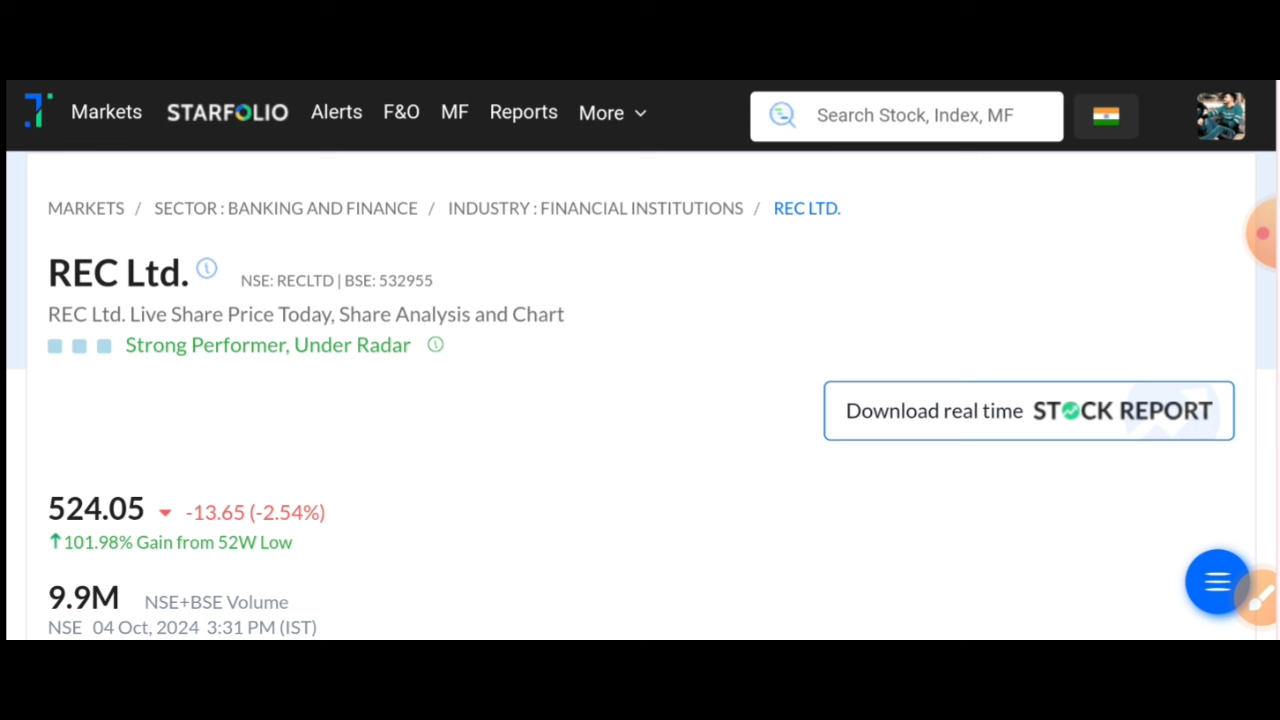 Markets STARFOLIO Alerts F&O MF Reports More Search Stock, Index, MF
MARKETS / SECTOR : BANKING AND FINANCE / INDUSTRY : FINANCIAL INSTITUTIONS / REC LTD.
REC Ltd. NSE: RECLTD | BSE: 532955
REC Ltd. Live Share Price Today, Share Analysis and Chart
Strong Performer, Under Radar
Download real time STOCK REPORT
524.05 -13.65 (-2.54%)
101.98% Gain from 52W Low
9.9M NSE+BSE Volume
NSE 04 Oct, 2024 3:31 PM (IST)